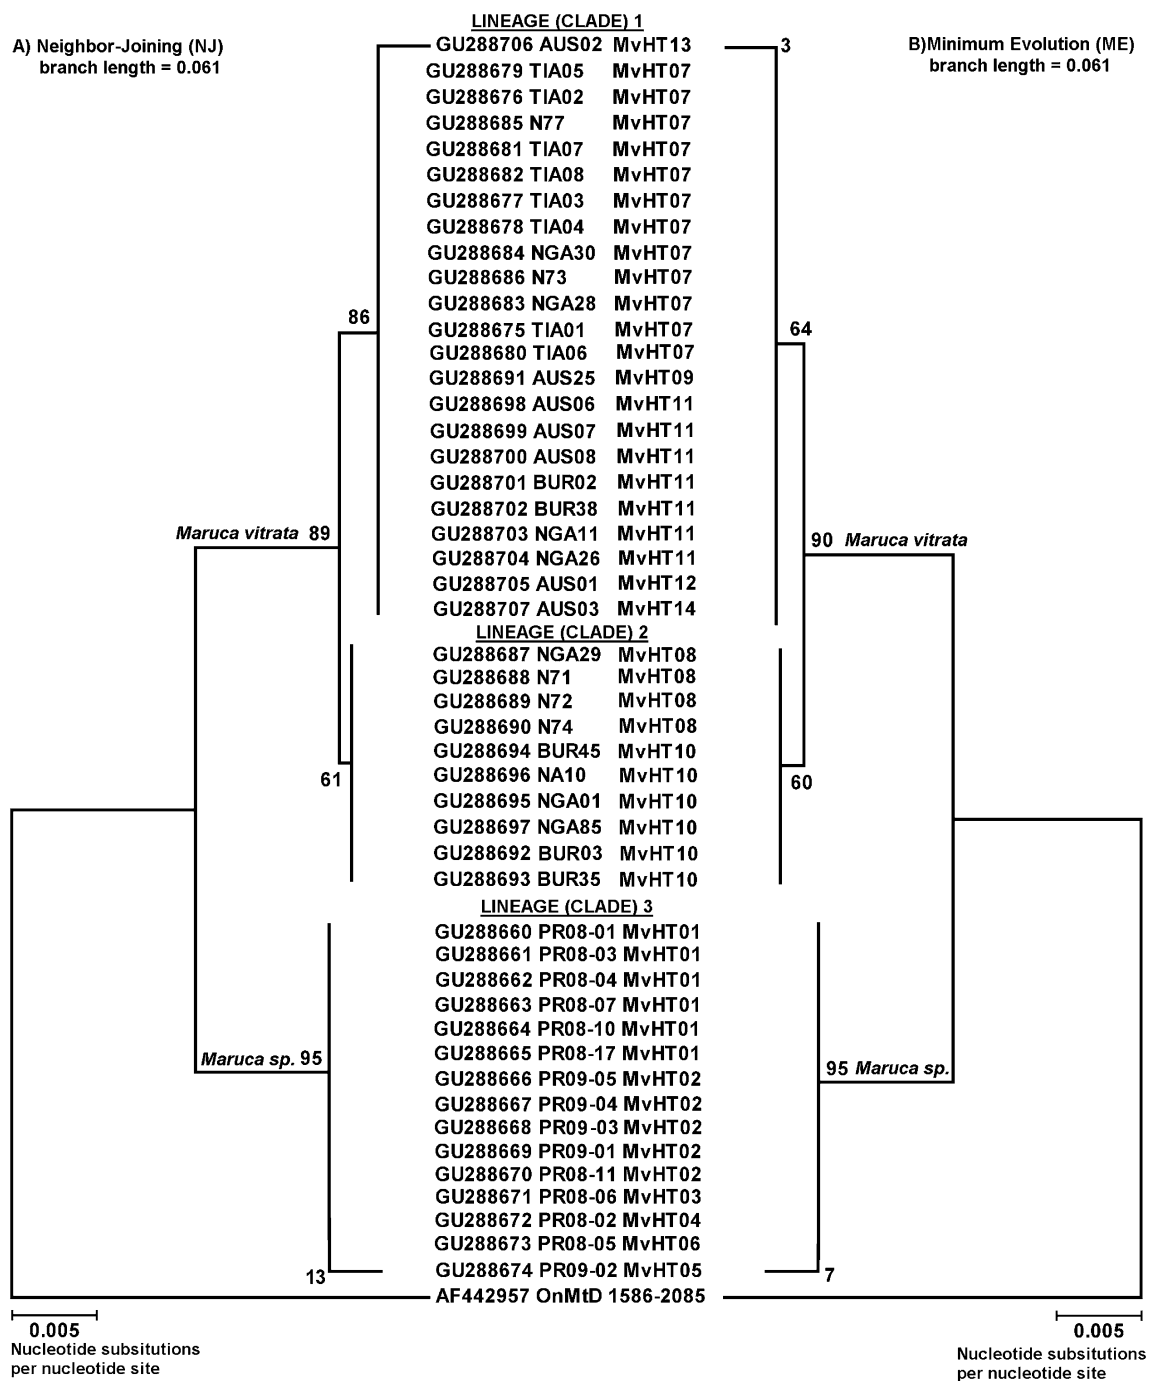 LINEAGE (CLADE) 1
A) Neighbor-Joining (NJ)
branch length = 0.061
B)Minimum Evolution (ME)
branch length = 0.061
GU288706 AUS02 MvHT13 3
GU288679 TIA05 MvHT07
GU288676 TIA02 MvHT07
GU288685 N77 MvHT07
GU288681 TIA07 MvHT07
GU288682 TIA08 MvHT07
GU288677 TIA03 MvHT07
GU288678 TIA04 MvHT07
GU288684 NGA30 MvHT07
GU288686 N73 MvHT07
GU288683 NGA28 MvHT07
86
GU288675 TIA01 MvHT07
64
GU288680 TIA06 MvHT07
GU288691 AUS25 MvHT09
GU288698 AUS06 MvHT11
GU288699 AUS07 MvHT11
GU288700 AUS08 MvHT11
GU288701 BUR02 MvHT11
GU288702 BUR38 MvHT11
Maruca vitrata 89
GU288703 NGA11 MvHT11
90 Maruca vitrata
GU288704 NGA26 MvHT11
GU288705 AUS01 MvHT12
GU288707 AUS03 MvHT14
LINEAGE (CLADE) 2
GU288687 NGA29 MvHT08
GU288688 N71 MvHT08
GU288689 N72 MvHT08
GU288690 N74 MvHT08
GU288694 BUR45 MvHT10
61
GU288696 NA10 MvHT10
60
GU288695 NGA01 MvHT10
GU288697 NGA85 MvHT10
GU288692 BUR03 MvHT10
GU288693 BUR35 MvHT10
LINEAGE (CLADE) 3
GU288660 PR08-01 MvHT01
GU288661 PR08-03 MvHT01
GU288662 PR08-04 MvHT01
GU288663 PR08-07 MvHT01
GU288664 PR08-10 MvHT01
GU288665 PR08-17 MvHT01
Maruca sp. 95
GU288666 PR09-05 MvHT02
95 Maruca sp.
GU288667 PR09-04 MvHT02
GU288668 PR09-03 MvHT02
GU288669 PR09-01 MvHT02
GU288670 PR08-11 MvHT02
GU288671 PR08-06 MvHT03
GU288672 PR08-02 MvHT04
GU288673 PR08-05 MvHT06
13
GU288674 PR09-02 MvHT05
7
AF442957 OnMtD 1586-2085
0.005
Nucleotide subsitutions
per nucleotide site
0.005
Nucleotide subsitutions
per nucleotide site